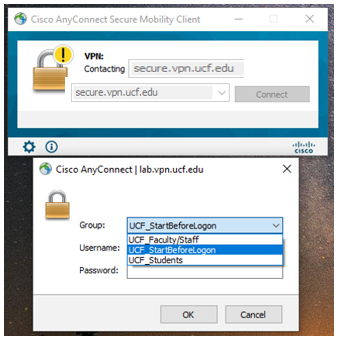 Cisco AnyConnect Secure Mobility Client
VPN:
Contacting secure.vpn.ucf.edu
secure.vpn.ucf.edu
Connect
CISCO
Cisco AnyConnect | lab.vpn.ucf.edu
Group: UCF_StartBeforeLogon
UCF_Faculty/Staff
Username: UCF_StartBeforeLogon
UCF_Students
Password:
OK Cancel